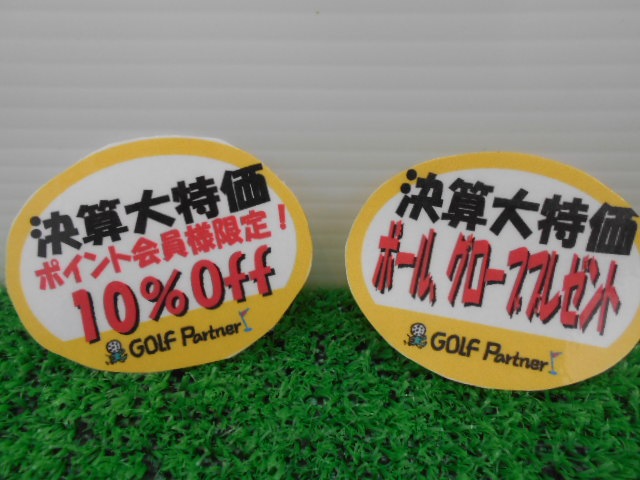 決算大特価
ポイント会員様限定！
10%Off
GOLF Partner
決算大特価
ボール、グローブプレゼント
GOLF Partner